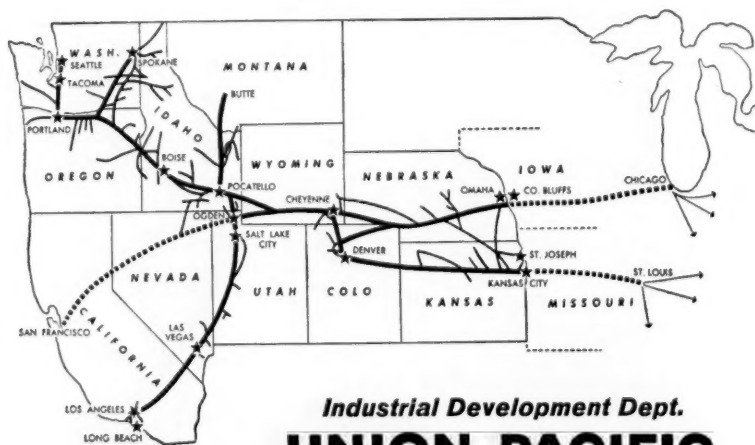 WASH.
SEATTLE
SPOKANE
TACOMA
MONTANA
BUTTE
PORTLAND
IDAHO
BOISE
WYOMING
NEBRASKA
IOWA
CHICAGO
OREGON
POCATELLO
CHEYENNE
OMAHA
CO. BLUFFS
OGDEN
SALT LAKE
CITY
DENVER
ST. JOSEPH
NEVADA
UTAH
COLO
KANSAS
KANSAS
CITY
MISSOURI
ST. LOUIS
SAN FRANCISCO
CALIFORNIA
LAS
VEGAS
LOS ANGELES
LONG BEACH
Industrial Development Dept.
UNION PACIFIC